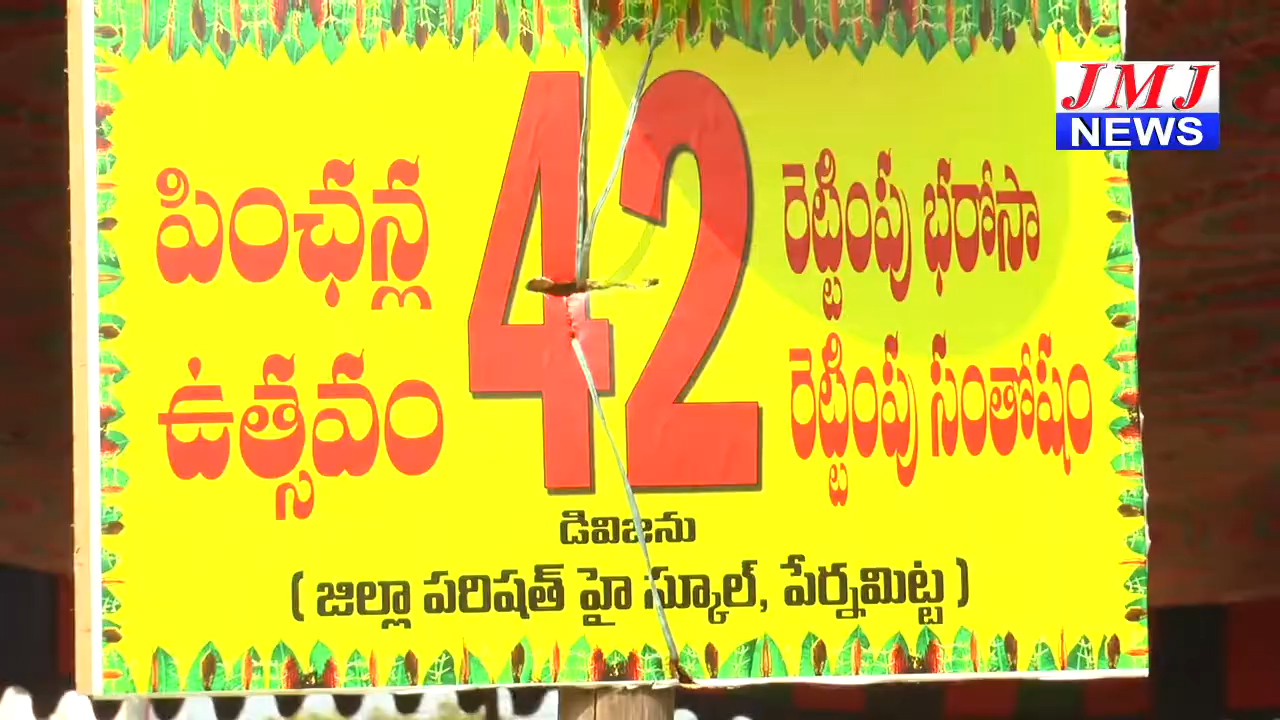 JMJ
NEWS
పింఛన్ల
ఉత్సవం
42
రెట్టింపు భరోసా
రెట్టింపు సంతోషం
డివిజను
( జిల్లా పరిషత్ హై స్కూల్, పేర్నమిట్ట )